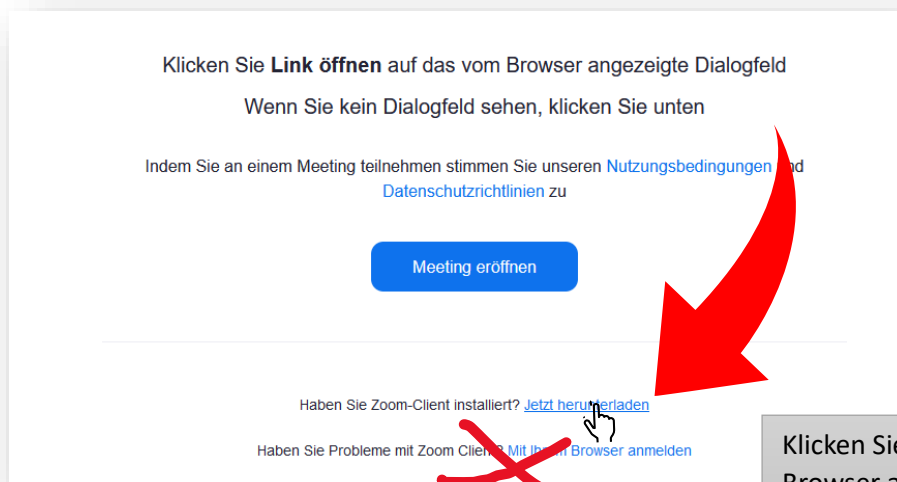 Klicken Sie Link öffnen auf das vom Browser angezeigte Dialogfeld
Wenn Sie kein Dialogfeld sehen, klicken Sie unten
Indem Sie an einem Meeting teilnehmen stimmen Sie unseren Nutzungsbedingungen und
Datenschutzrichtlinien zu
Meeting eröffnen
Haben Sie Zoom-Client installiert? Jetzt herunterladen
Haben Sie Probleme mit Zoom Client? Mit Ihrem Browser anmelden
Klicken Sie
Browser